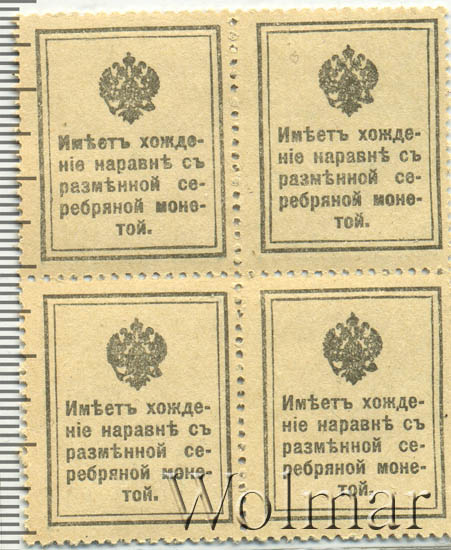 Имѣетъ хожде-
ніе наравнѣ съ
размѣнной се-
ребряной моне-
той.
Имѣетъ хожде-
ніе наравнѣ съ
размѣнной се-
ребряной моне-
той.
Имѣетъ хожде-
ніе наравнѣ съ
размѣнной се-
ребряной моне-
той.
Имѣетъ хожде-
ніе наравнѣ съ
размѣнной се-
ребряной моне-
той.
Wolmar